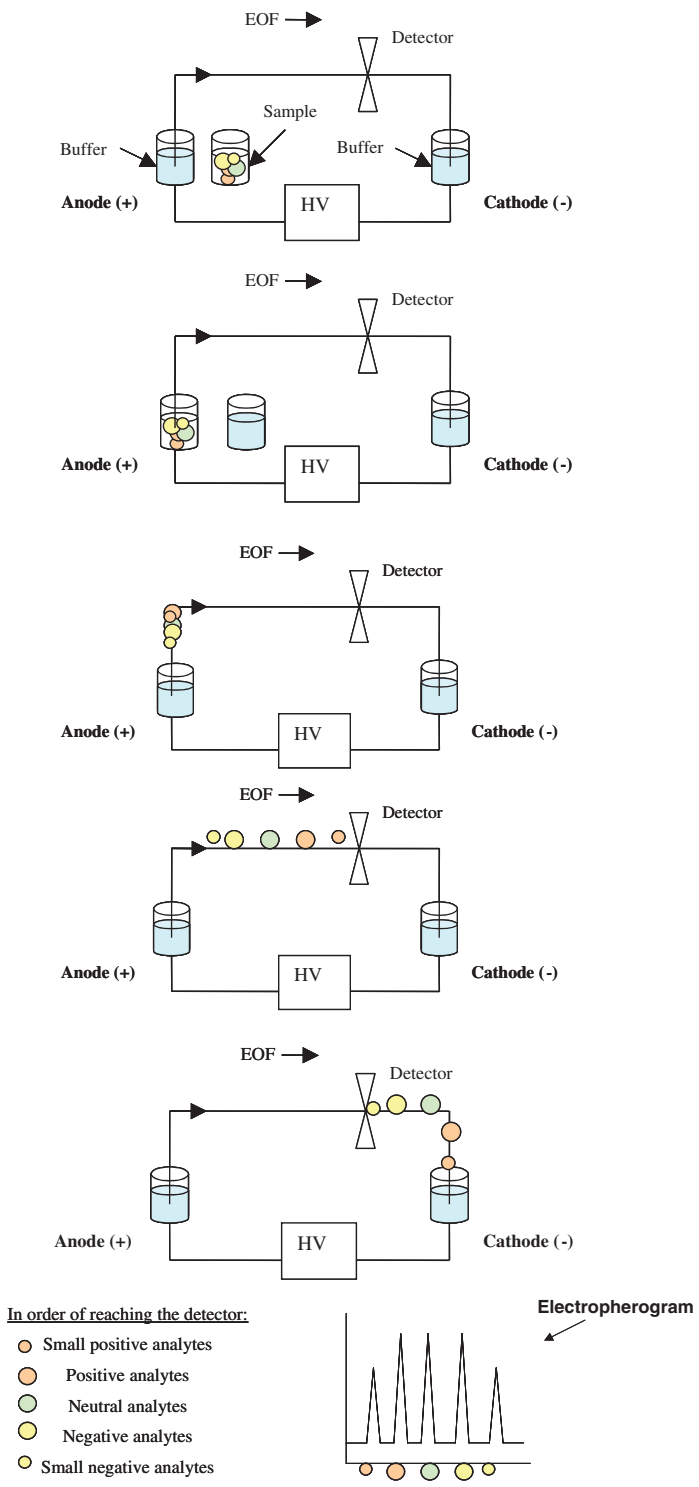 EOF
Detector
Sample
Buffer
Buffer
HV
Anode (+)
Cathode (-)
EOF
Detector
Anode (+)
HV
Cathode (-)
EOF
Detector
Anode (+)
HV
Cathode (-)
EOF
Detector
Anode (+)
HV
Cathode (-)
EOF
Detector
Anode (+)
HV
Cathode (-)
In order of reaching the detector:
Small positive analytes
Positive analytes
Neutral analytes
Negative analytes
Small negative analytes
Electropherogram